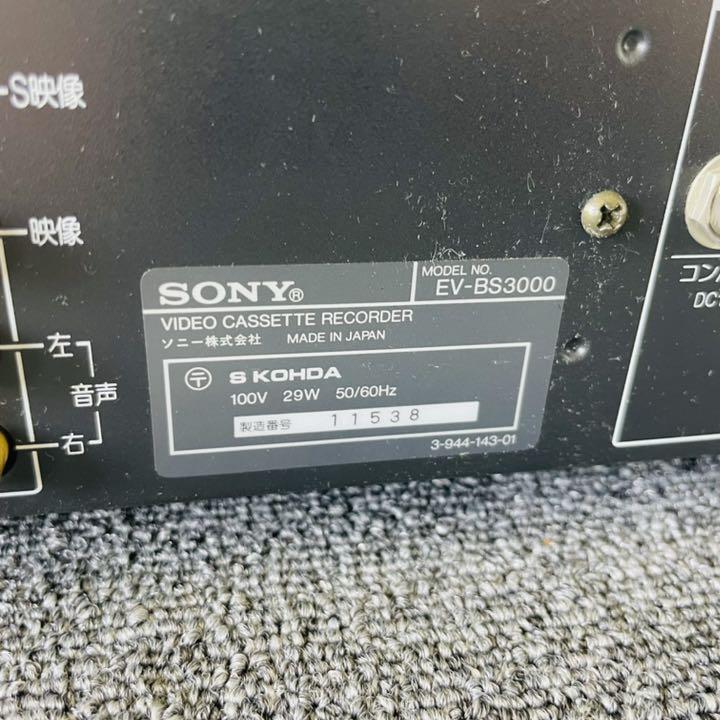 -S映像
映像
左
音声
右
SONY®
MODEL NO.
EV-BS3000
VIDEO CASSETTE RECORDER
ソニー株式会社 MADE IN JAPAN
〒 S KOHDA
100V 29W 50/60Hz
製造番号 11538
3-944-143-01
コン
DC